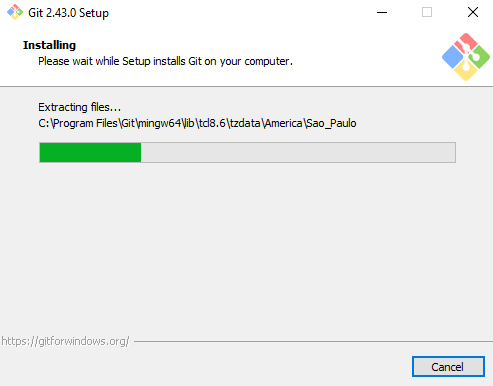 Git 2.43.0 Setup
Installing
Please wait while Setup installs Git on your computer.
Extracting files...
C:\Program Files\Git\mingw64\lib\tcl8.6\tzdata\America\Sao_Paulo
https://gitforwindows.org/
Cancel